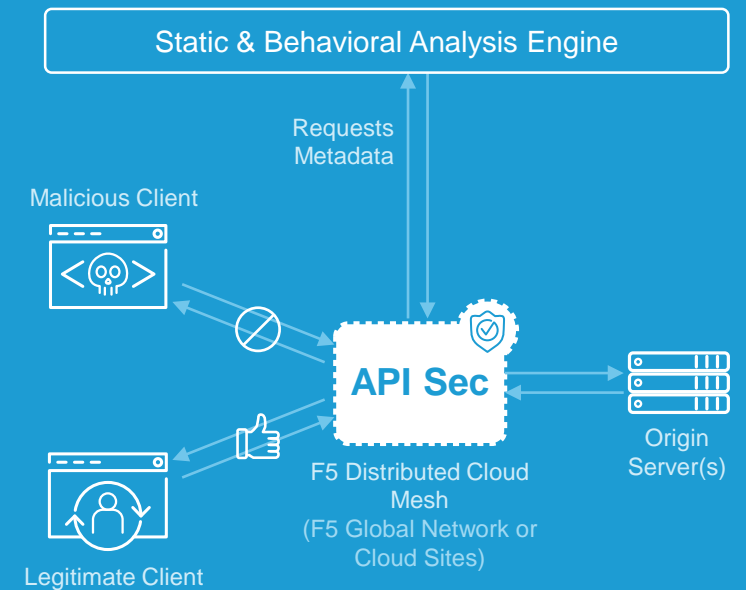 Static & Behavioral Analysis Engine
Requests
Metadata
Malicious Client
API Sec
Origin
Server(s)
F5 Distributed Cloud
Mesh
(F5 Global Network or
Cloud Sites)
Legitimate Client